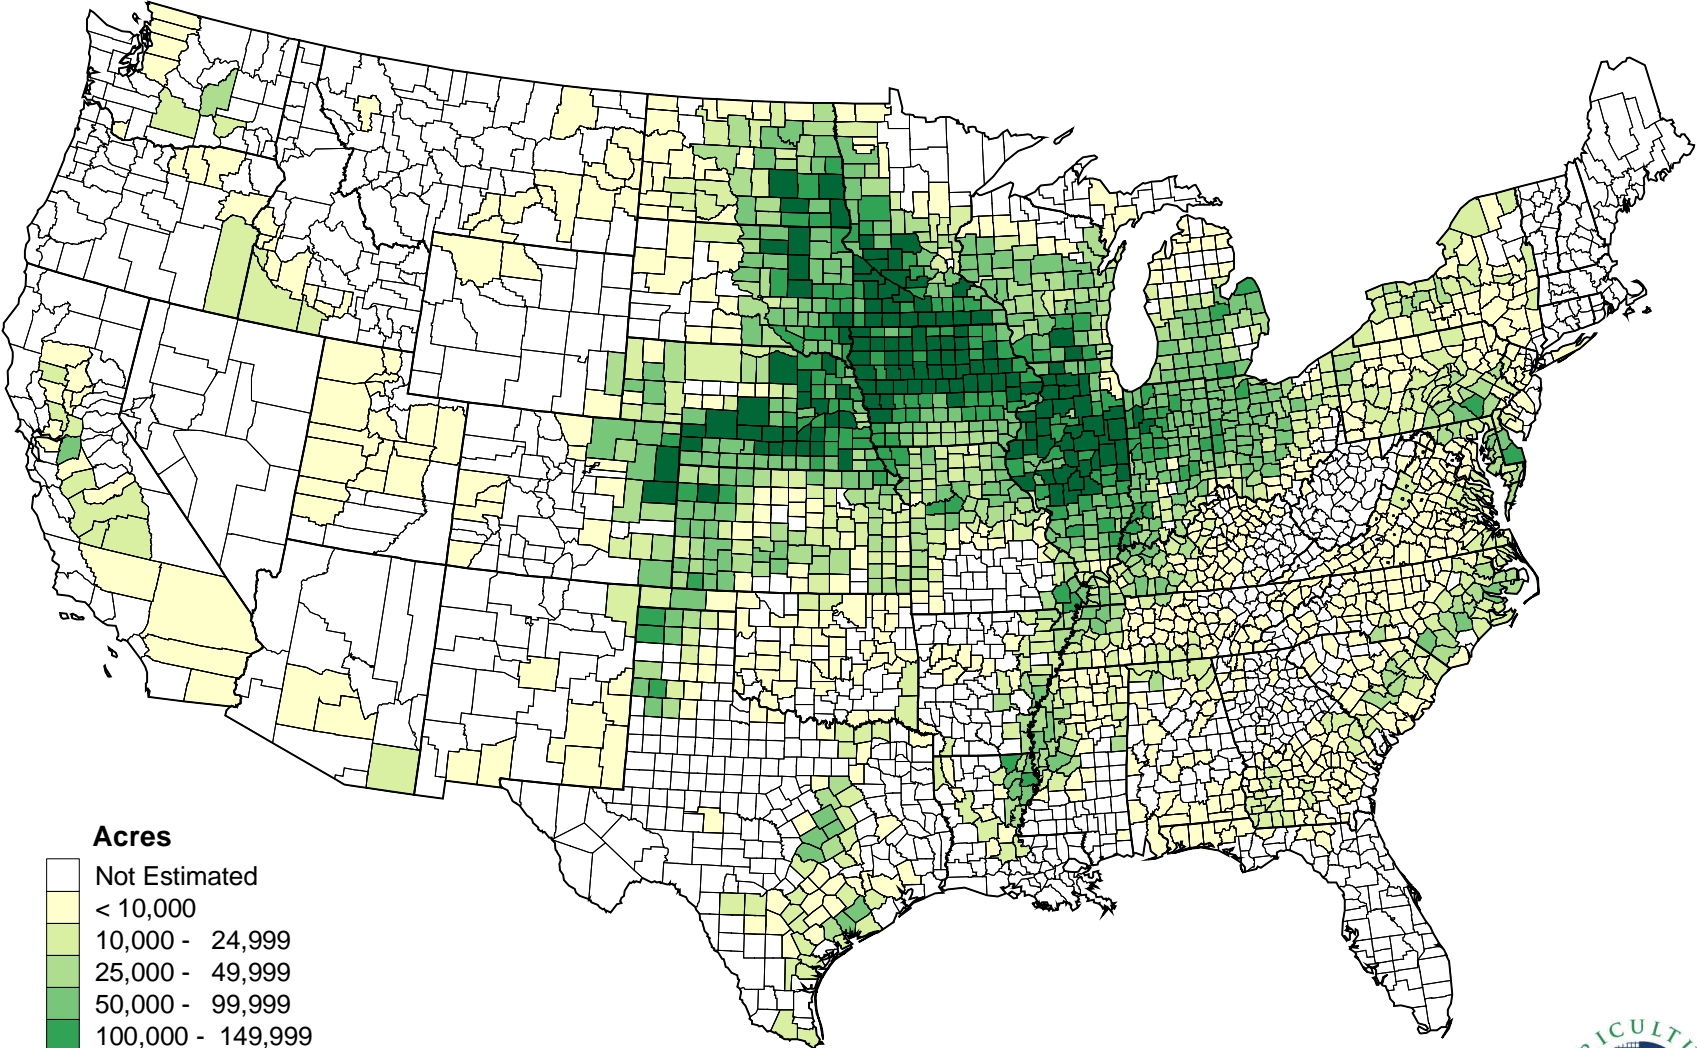 Acres
Not Estimated
< 10,000
10,000 - 24,999
25,000 - 49,999
50,000 - 99,999
100,000 - 149,999
RICULT